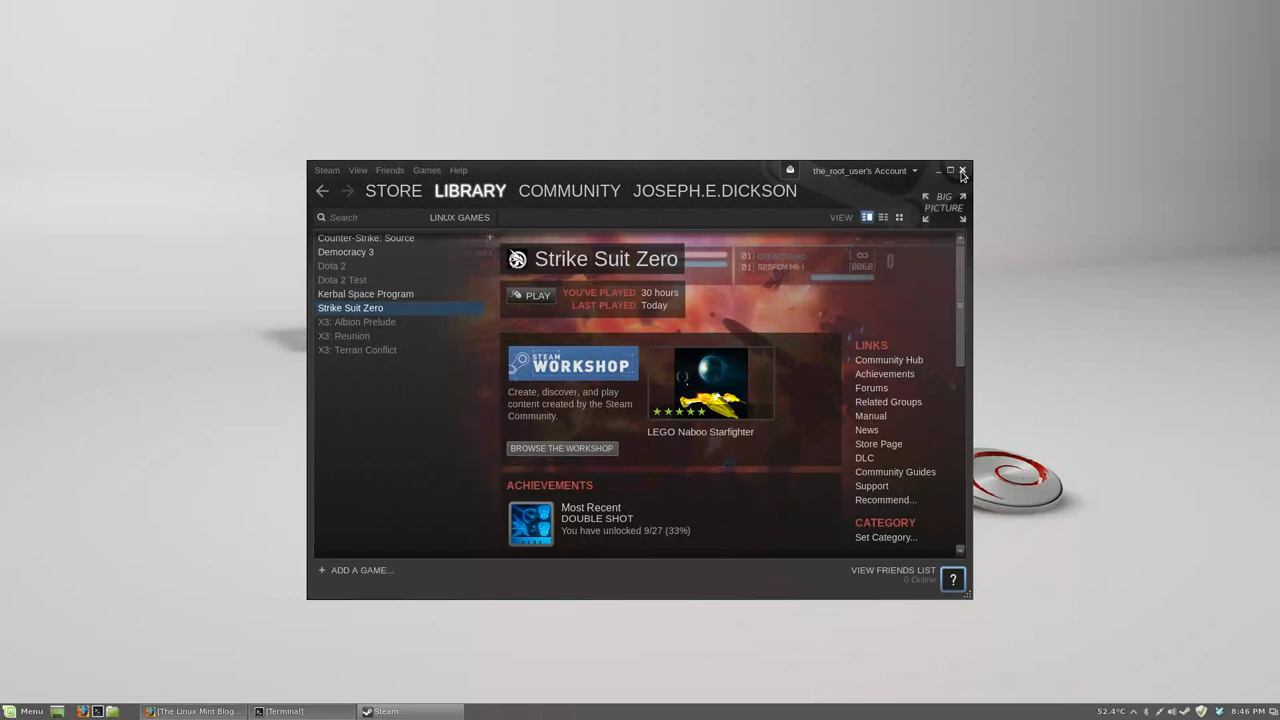 Steam View Friends Games Help
the_root_user's Account
STORE LIBRARY COMMUNITY JOSEPH.E.DICKSON
BIG
PICTURE
Search
LINUX GAMES
VIEW
Counter-Strike: Source
Democracy 3
Dota 2
Dota 2 Test
Kerbal Space Program
Strike Suit Zero
X3: Albion Prelude
X3: Reunion
X3: Terran Conflict
Strike Suit Zero
PLAY
YOU'VE PLAYED 30 hours
LAST PLAYED Today
STEAM
WORKSHOP
Create, discover, and play
content created by the Steam
Community.
BROWSE THE WORKSHOP
LEGO Naboo Starfighter
ACHIEVEMENTS
Most Recent
DOUBLE SHOT
You have unlocked 9/27 (33%)
LINKS
Community Hub
Achievements
Forums
Related Groups
Manual
News
Store Page
DLC
Community Guides
Support
Recommend...
CATEGORY
Set Category...
+ ADD A GAME...
VIEW FRIENDS LIST
0 Online
?
Menu
[The Linux Mint Blog...
[Terminal]
Steam
52.4°C
8:46 PM